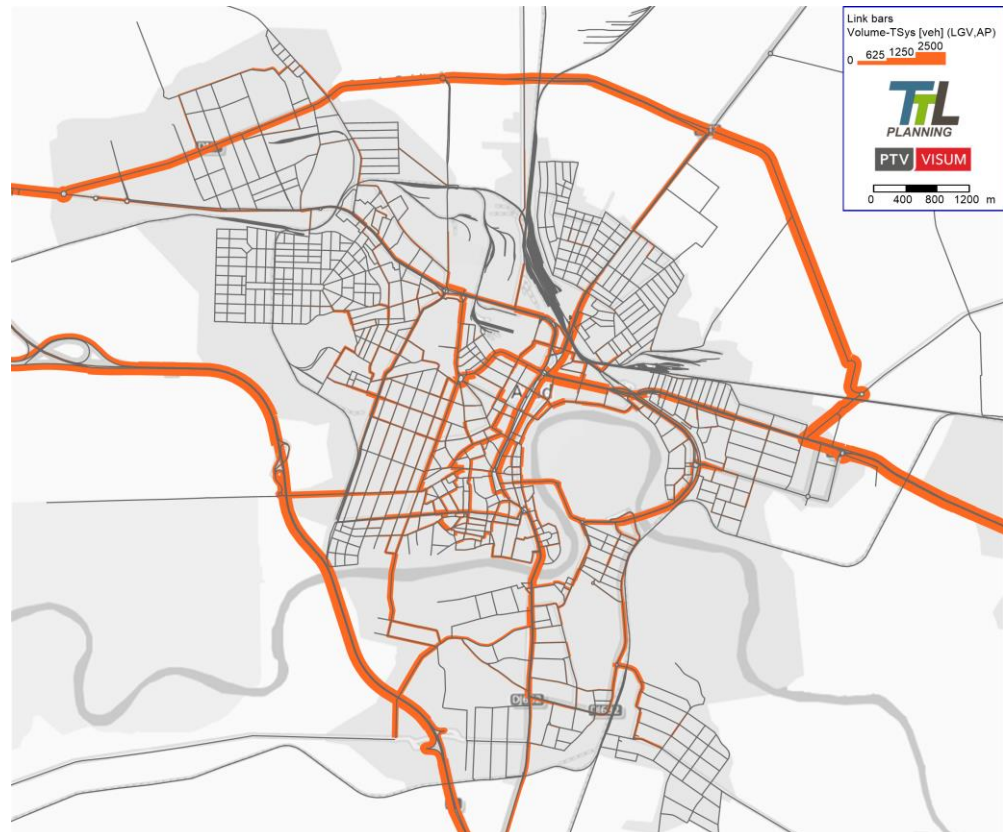 Link bars
Volume-TSys [veh] (LGV,AP)
0 625 1250 2500
TTL
PLANNING
PTV VISUM
0 400 800 1200 m
A d